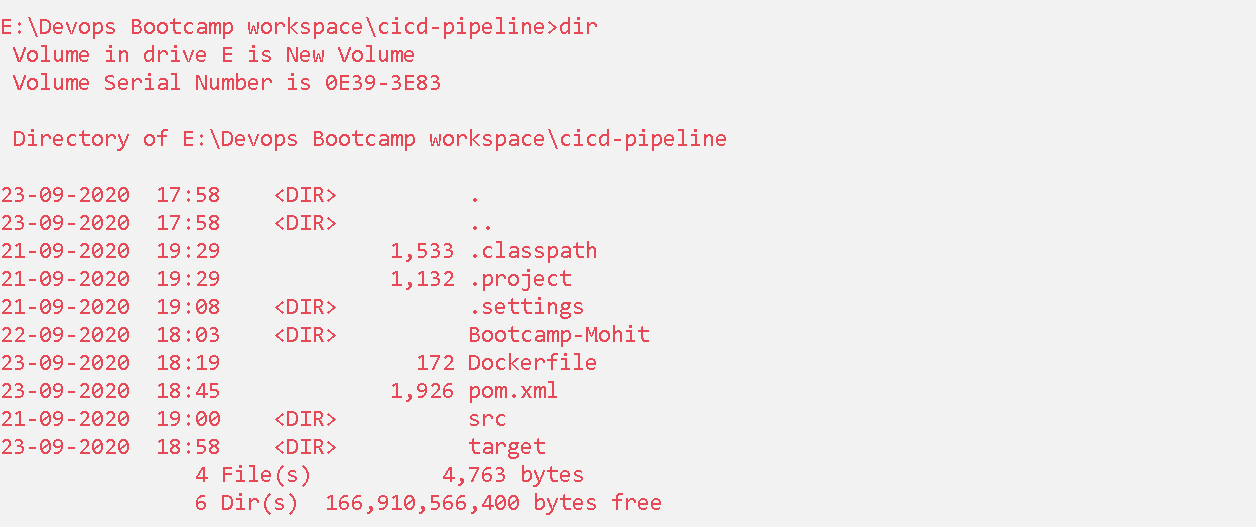 E:\Devops Bootcamp workspace\cicd-pipeline>dir
 Volume in drive E is New Volume
 Volume Serial Number is 0E39-3E83

 Directory of E:\Devops Bootcamp workspace\cicd-pipeline

23-09-2020  17:58    <DIR>          .
23-09-2020  17:58    <DIR>          ..
21-09-2020  19:29             1,533 .classpath
21-09-2020  19:29             1,132 .project
21-09-2020  19:08    <DIR>          .settings
22-09-2020  18:03    <DIR>          Bootcamp-Mohit
23-09-2020  18:19               172 Dockerfile
23-09-2020  18:45             1,926 pom.xml
21-09-2020  19:00    <DIR>          src
23-09-2020  18:58    <DIR>          target
               4 File(s)          4,763 bytes
               6 Dir(s)  166,910,566,400 bytes free